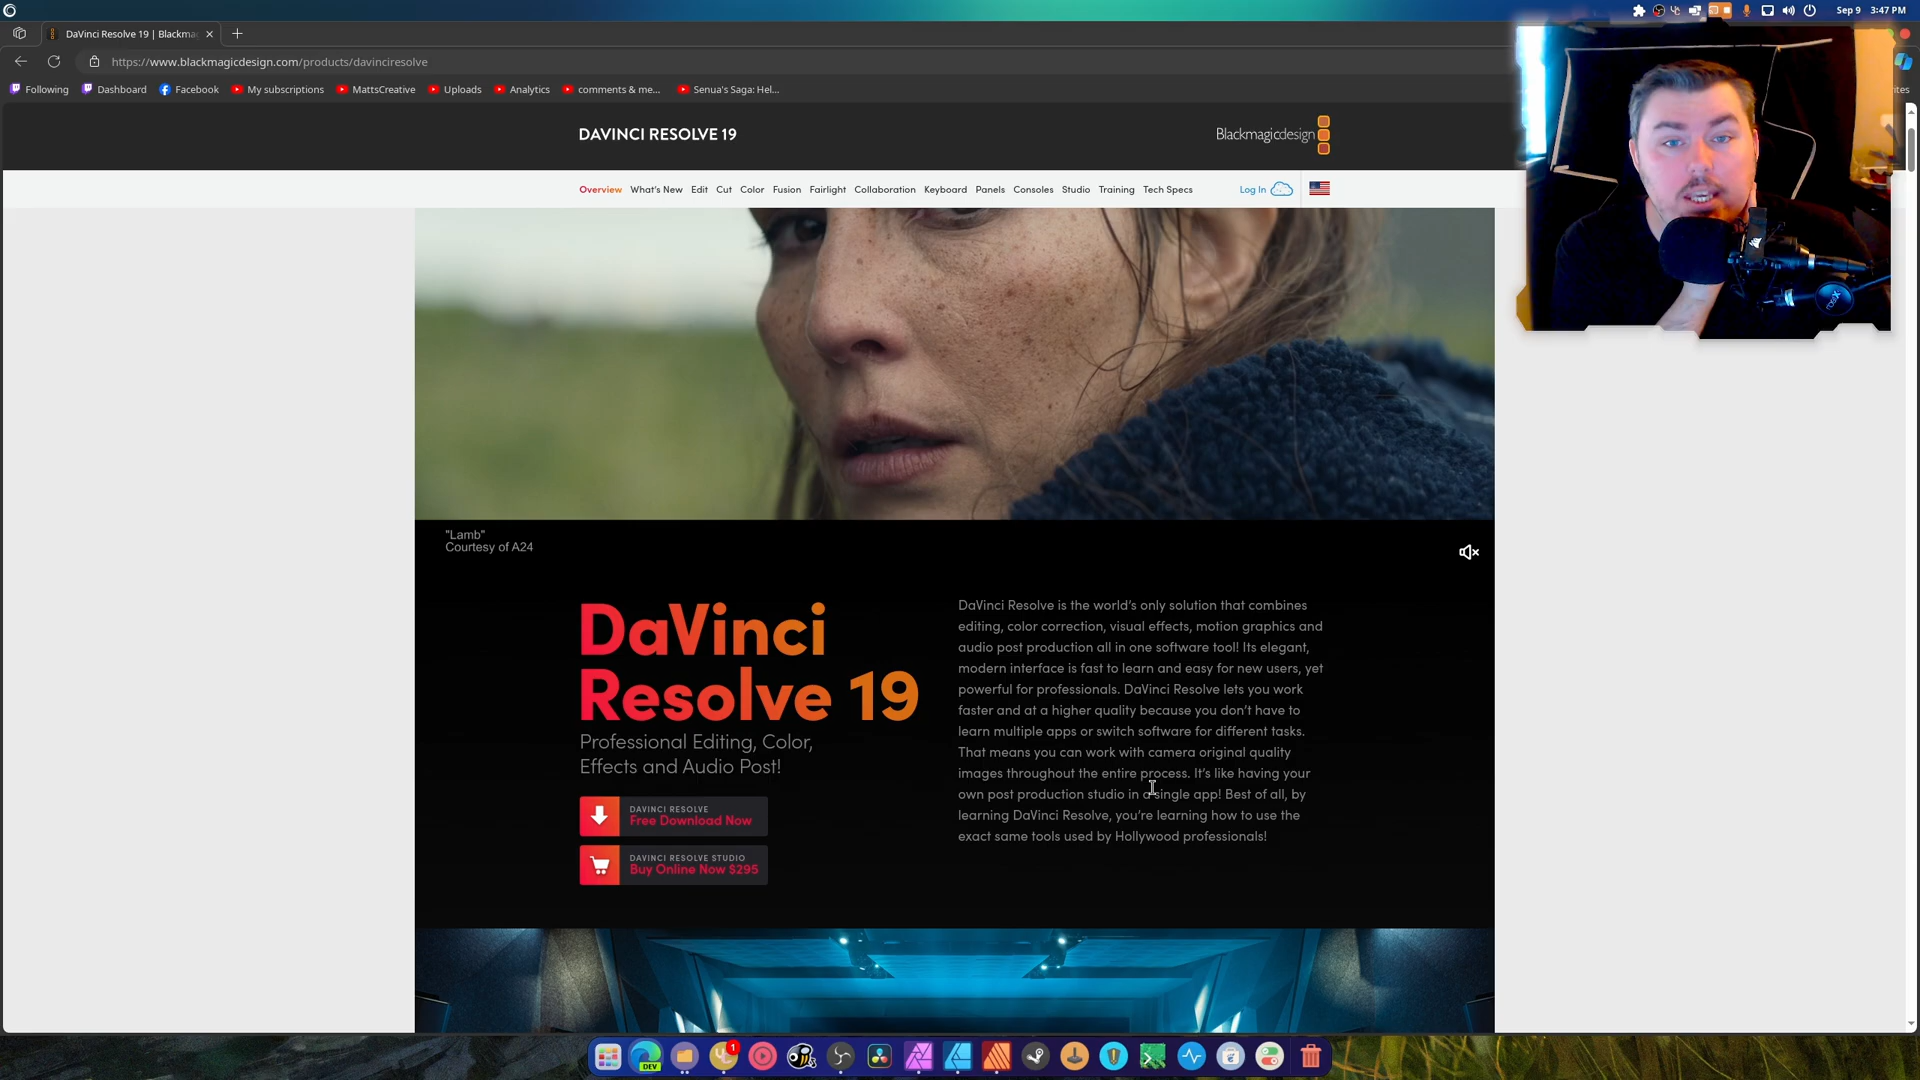 Sep 9 3:47 PM
DaVinci Resolve 19 | Blackma
https://www.blackmagicdesign.com/products/davinciresolve
Following
Dashboard
Facebook
My subscriptions
MattsCreative
Uploads
Analytics
comments & me...
Senua's Saga: Hel...
DAVINCI RESOLVE 19
Blackmagicdesign
Overview What's New Edit Cut Color Fusion Fairlight Collaboration Keyboard Panels Consoles Studio Training Tech Specs Log In
"Lamb"
Courtesy of A24
DaVinci
Resolve 19
Professional Editing, Color,
Effects and Audio Post!
DAVINCI RESOLVE
Free Download Now
DAVINCI RESOLVE STUDIO
Buy Online Now $295
DaVinci Resolve is the world's only solution that combines
editing, color correction, visual effects, motion graphics and
audio post production all in one software tool! Its elegant,
modern interface is fast to learn and easy for new users, yet
powerful for professionals. DaVinci Resolve lets you work
faster and at a higher quality because you don't have to
learn multiple apps or switch software for different tasks.
That means you can work with camera original quality
images throughout the entire process. It's like having your
own post production studio in a single app! Best of all, by
learning DaVinci Resolve, you're learning how to use the
exact same tools used by Hollywood professionals!
DEV
1